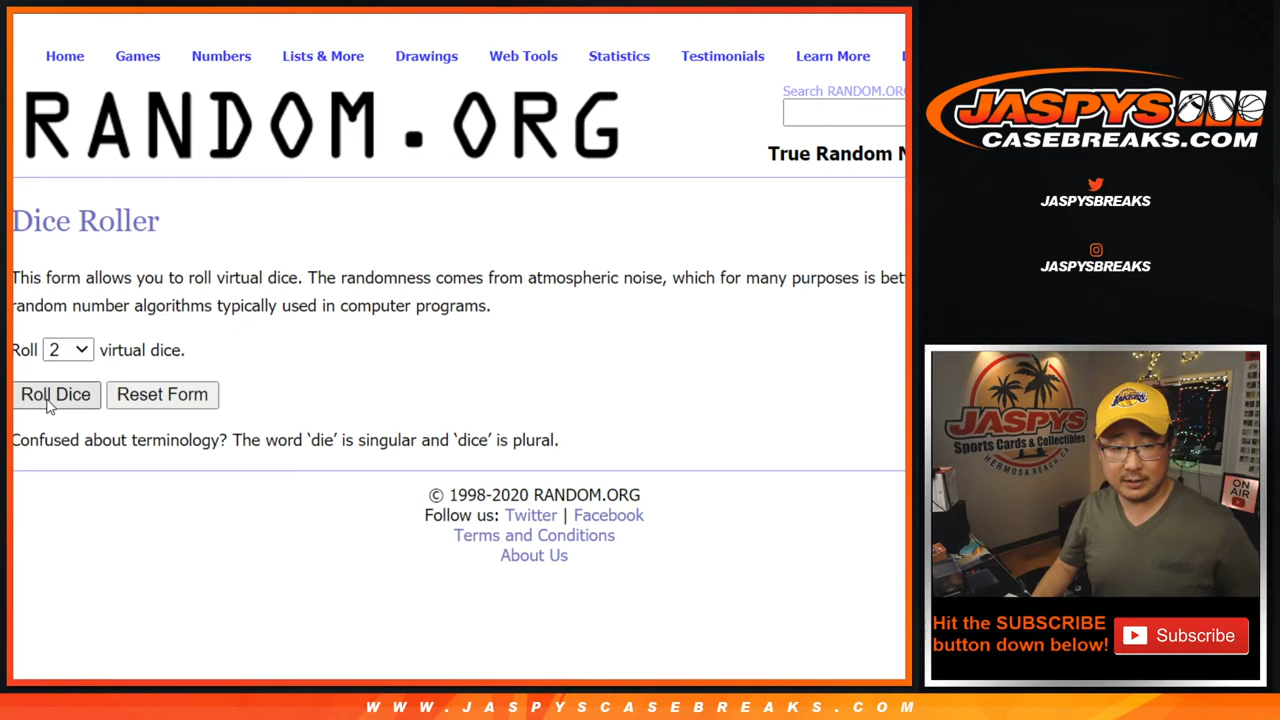 Home Games Numbers Lists & More Drawings Web Tools Statistics Testimonials Learn More
RANDOM.ORG
Search RANDOM.ORG
True Random N
Dice Roller
This form allows you to roll virtual dice. The randomness comes from atmospheric noise, which for many purposes is bet
random number algorithms typically used in computer programs.
Roll 2 virtual dice.
Roll Dice Reset Form
Confused about terminology? The word ‘die’ is singular and ‘dice’ is plural.
© 1998-2020 RANDOM.ORG
Follow us: Twitter | Facebook
Terms and Conditions
About Us
JASPYS
CASEBREAKS.COM
JASPYSBREAKS
JASPYSBREAKS
JASPYS
Sports Cards & Collectibles
HERMOSA BEACH, CA
LAKERS
ON AIR
Hit the SUBSCRIBE
button down below!
Subscribe
WWW.JASPYSCASEBREAKS.COM